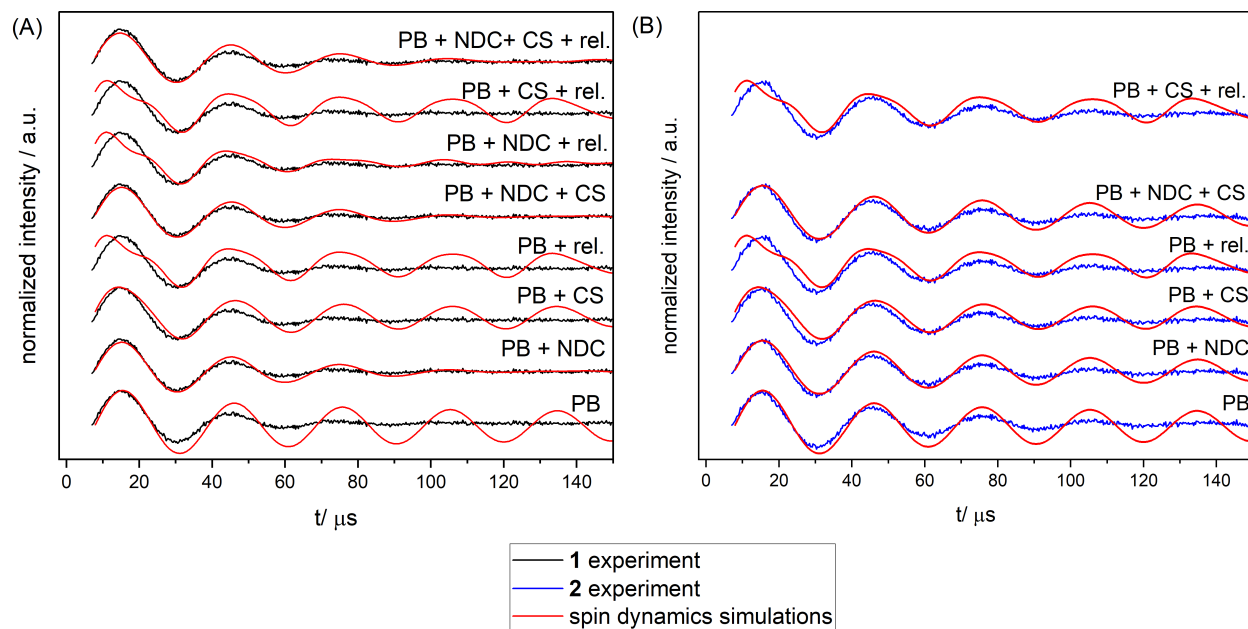 (A)
PB + NDC+ CS + rel.
PB + CS + rel.
PB + NDC + rel.
PB + NDC + CS
PB + rel.
PB + CS
PB + NDC
PB
normalized intensity / a.u.
0 20 40 60 80 100 120 140
t/ μs
(B)
PB + CS + rel.
PB + NDC + CS
PB + rel.
PB + CS
PB + NDC
PB
normalized intensity / a.u.
0 20 40 60 80 100 120 140
t/ μs
1 experiment
2 experiment
spin dynamics simulations